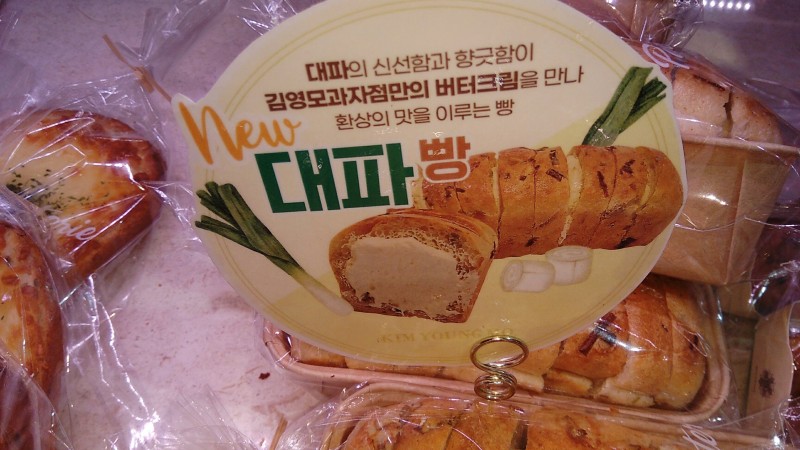 대파의 신선함과 향긋함이
김영모과자점만의 버터크림을 만나
환상의 맛을 이루는 빵
New
대파빵